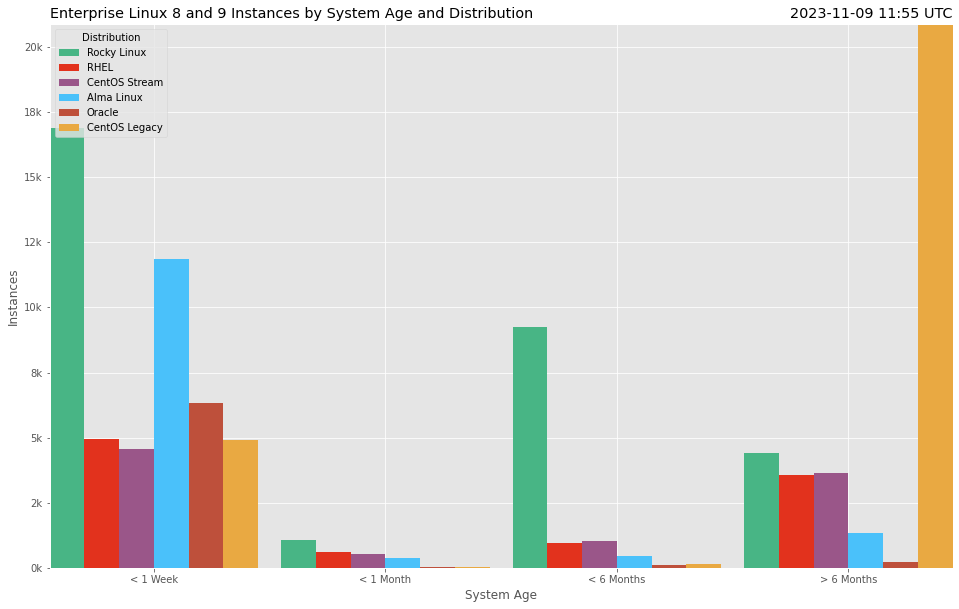 Enterprise Linux 8 and 9 Instances by System Age and Distribution
2023-11-09 11:55 UTC
Distribution
Rocky Linux
RHEL
CentOS Stream
Alma Linux
Oracle
CentOS Legacy
20k
18k
15k
12k
10k
8k
5k
2k
0k
Instances
< 1 Week
< 1 Month
< 6 Months
> 6 Months
System Age